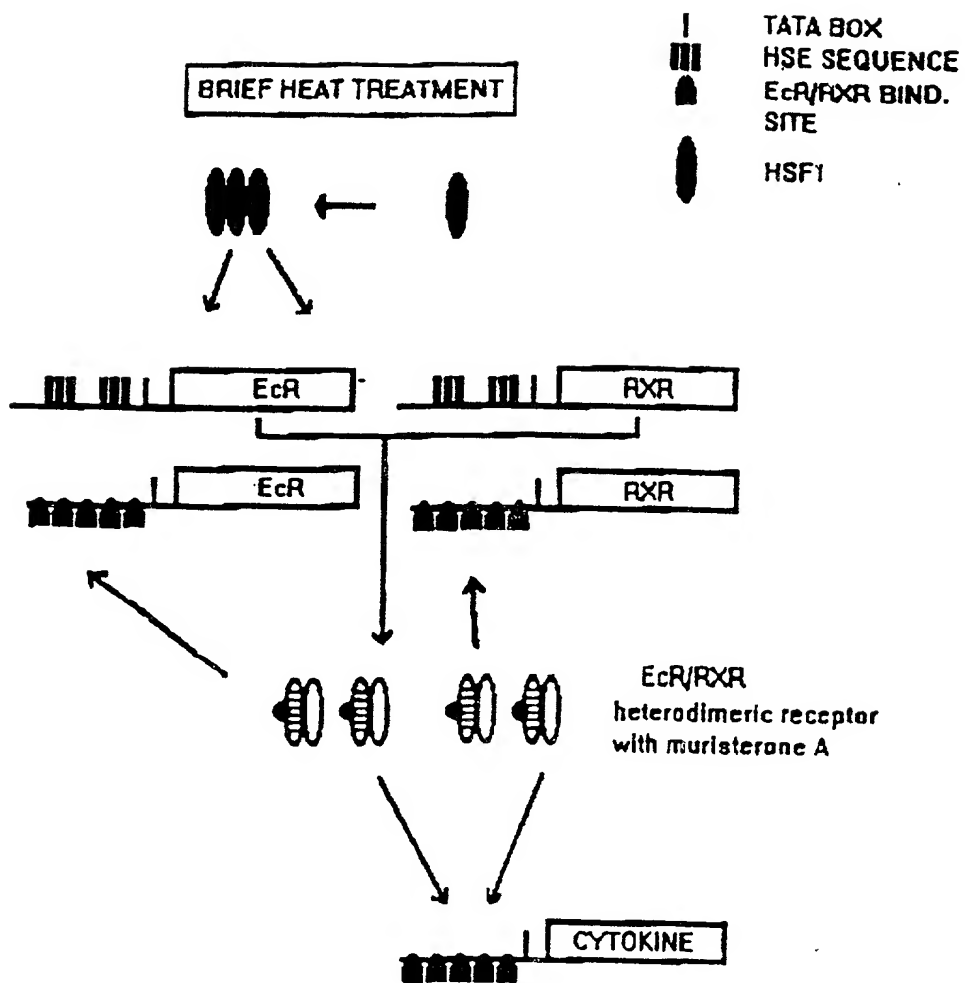 BRIEF HEAT TREATMENT
TATA BOX
HSE SEQUENCE
EcR/RXR BIND.
SITE
HSF1
EcR
RXR
EcR
RXR
EcR/RXR
heterodimeric receptor
with muristerone A
CYTOKINE